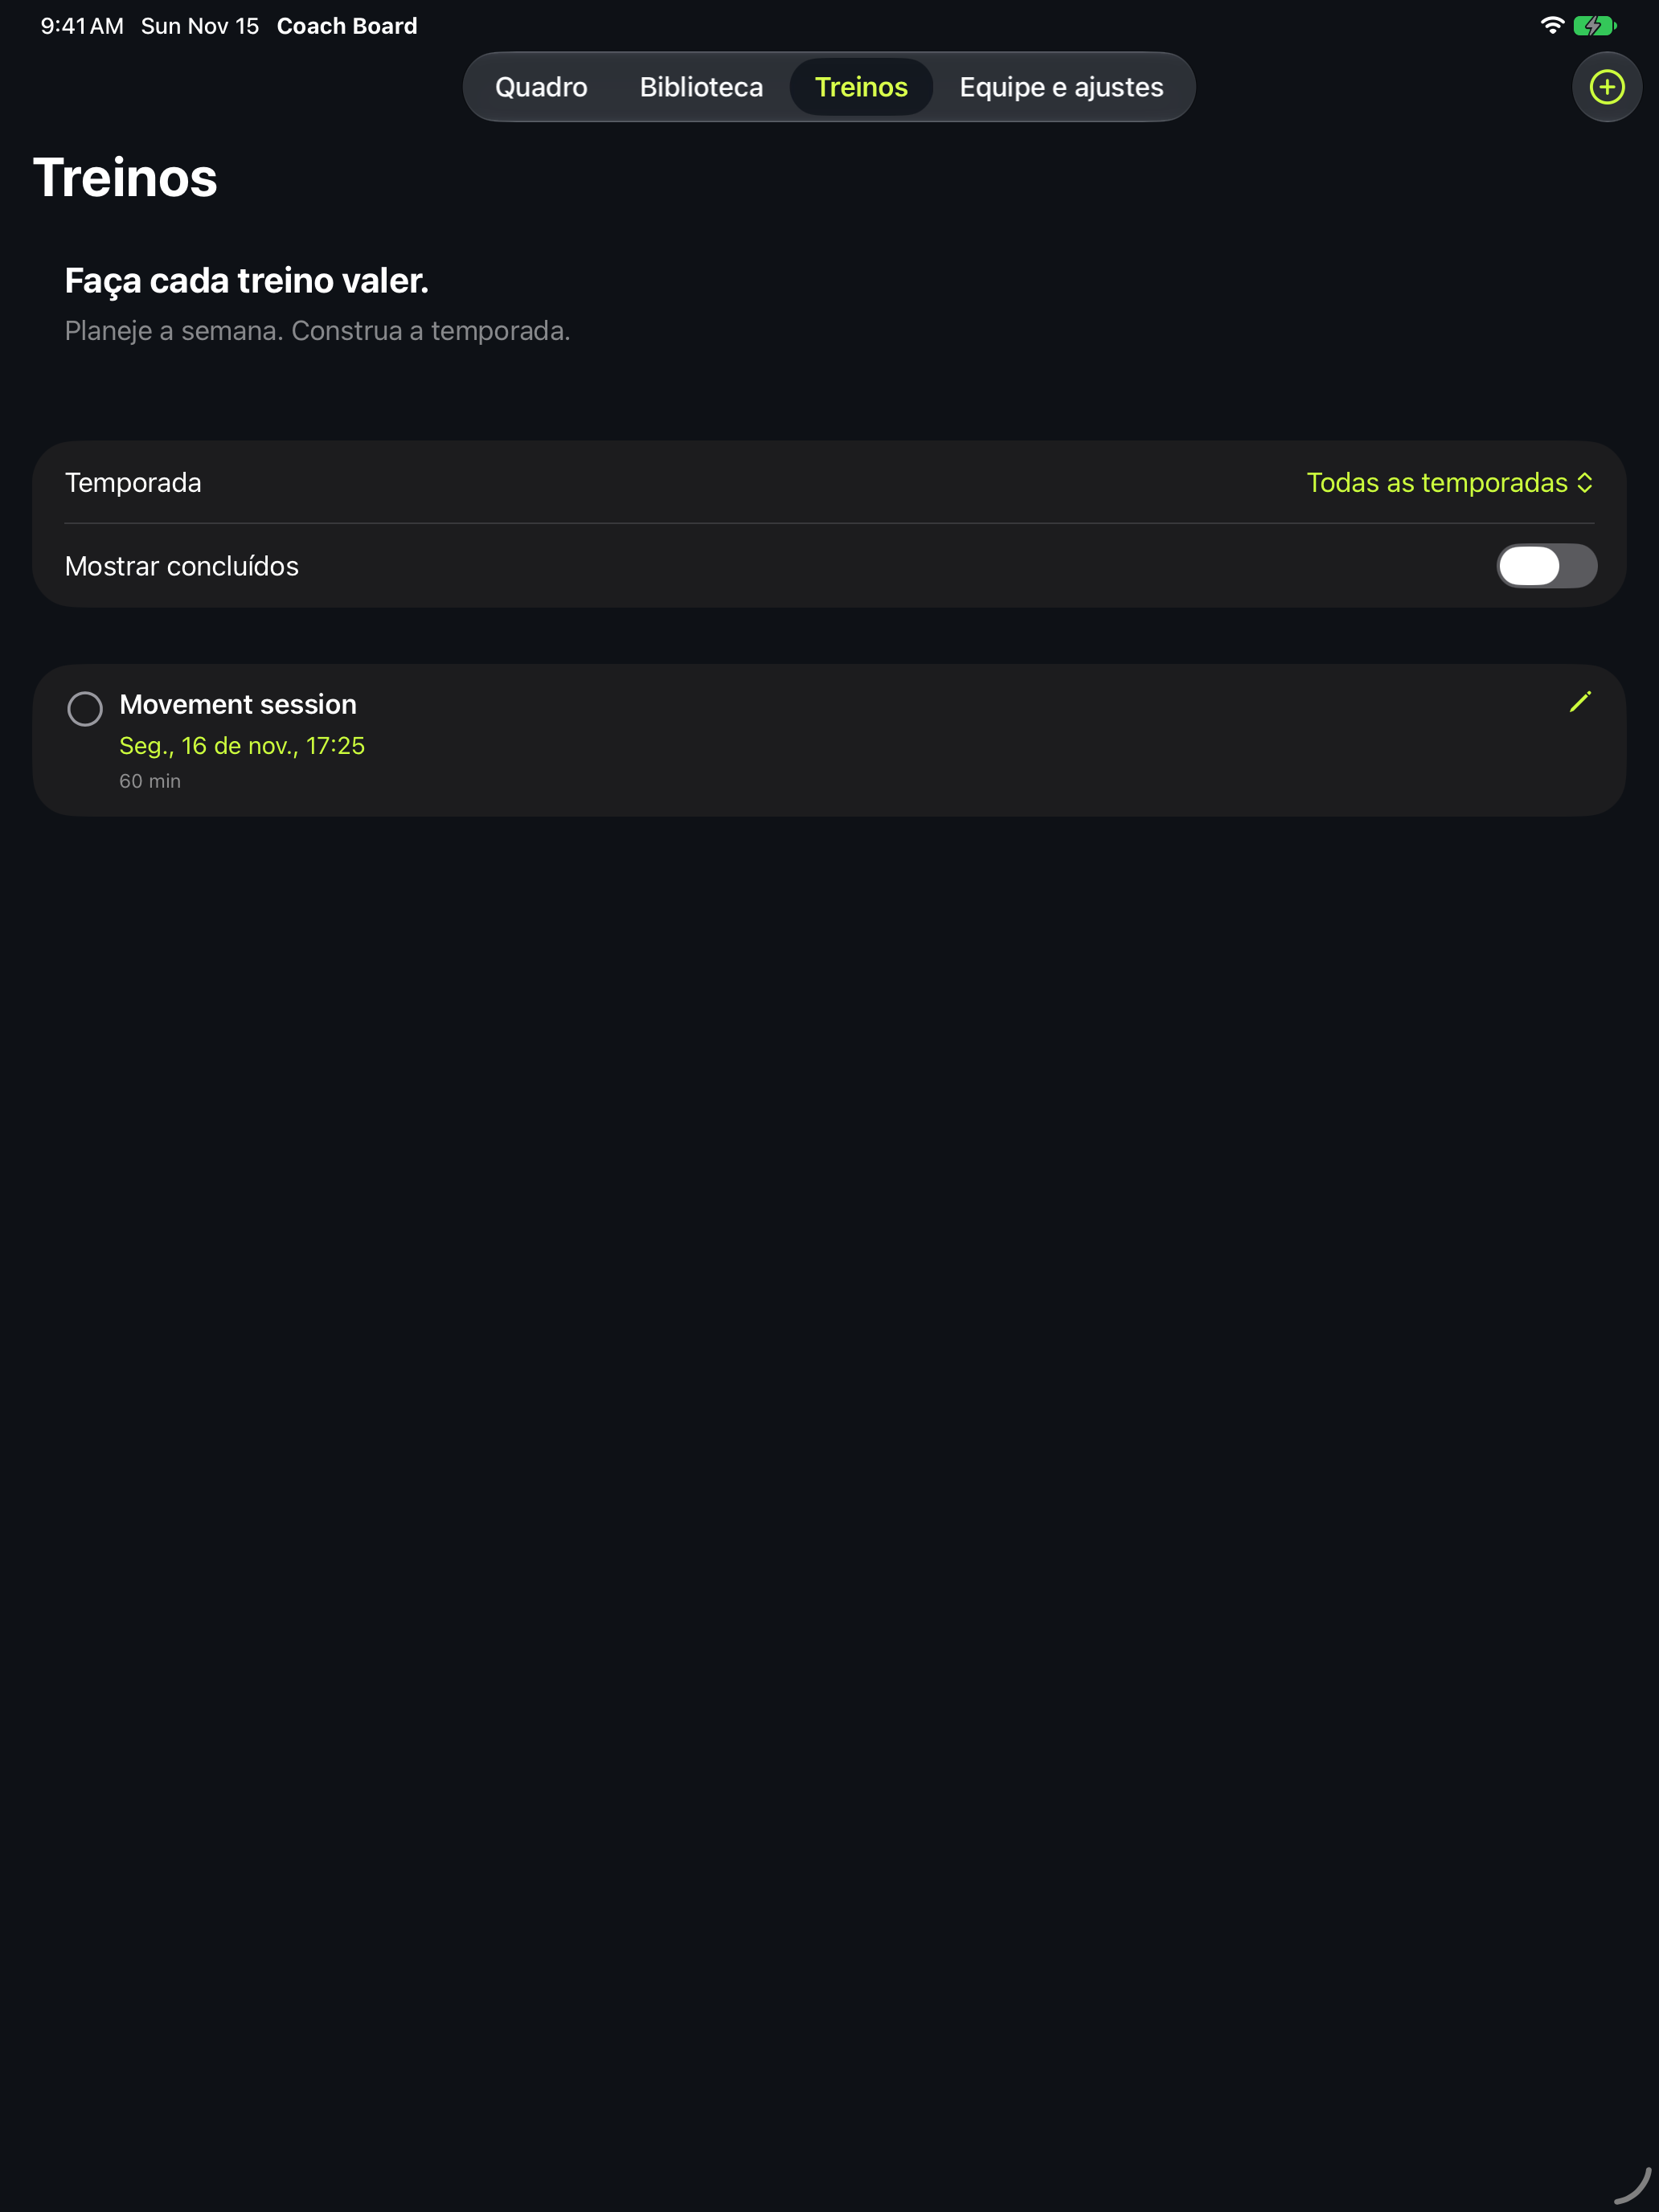 9:41 AM Sun Nov 15 Coach Board
Quadro Biblioteca Treinos Equipe e ajustes
Treinos
Faça cada treino valer.
Planeje a semana. Construa a temporada.
Temporada Todas as temporadas
Mostrar concluídos
Movement session
Seg., 16 de nov., 17:25
60 min